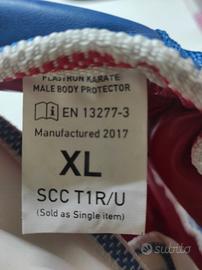 PLASTRON KARATE
MALE BODY PROTECTOR
EN 13277-3
Manufactured 2017
XL
SCC T1R/U
(Sold as Single item)
subito